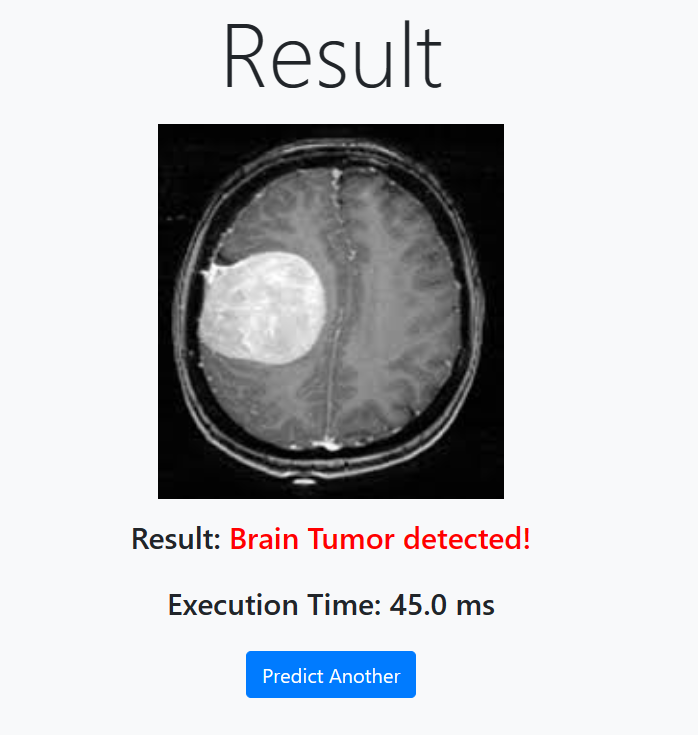 Result
Result: Brain Tumor detected!
Execution Time: 45.0 ms
Predict Another